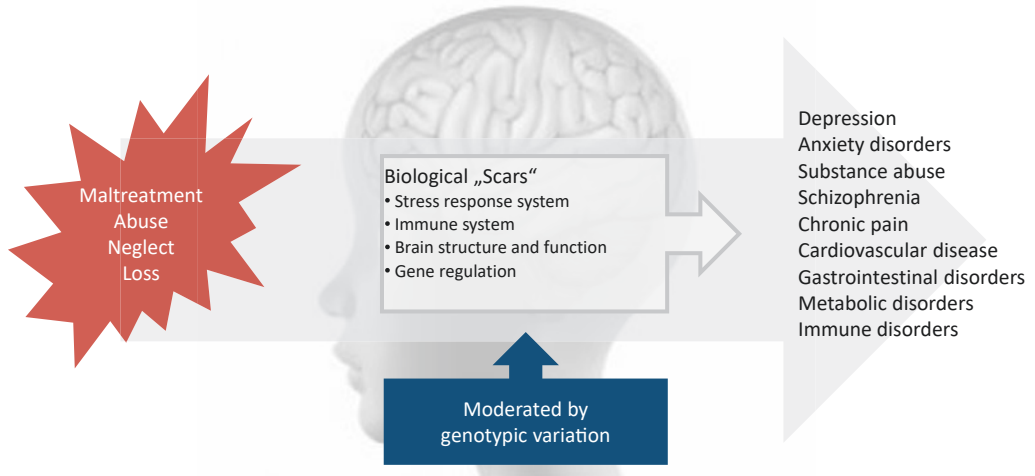 Maltreatment
Abuse
Neglect
Loss
Biological „Scars“
• Stress response system
• Immune system
• Brain structure and function
• Gene regulation
Moderated by
genotypic variation
Depression
Anxiety disorders
Substance abuse
Schizophrenia
Chronic pain
Cardiovascular disease
Gastrointestinal disorders
Metabolic disorders
Immune disorders